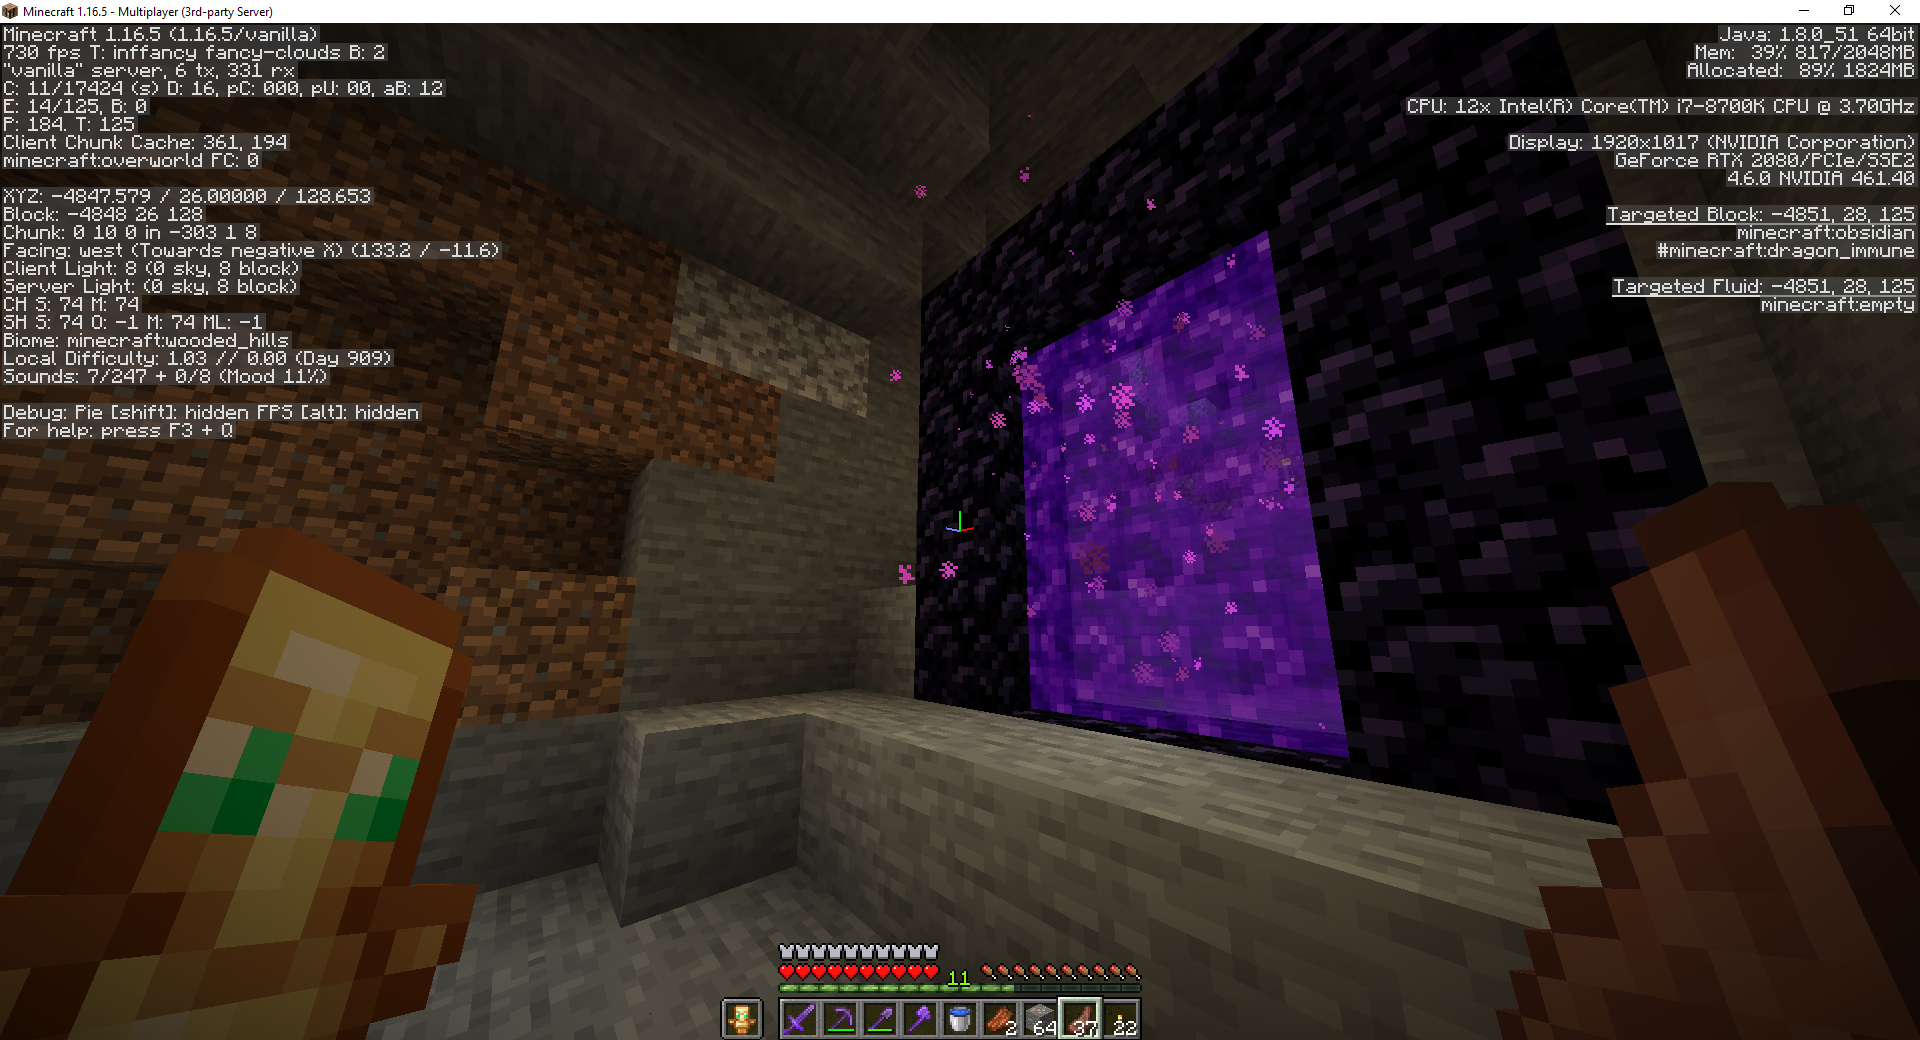 Minecraft 1.16.5 - Multiplayer (3rd-party Server)
Minecraft 1.16.5 (1.16.5/vanilla)
730 fps T: inffancy fancy-clouds B: 2
"vanilla" server, 6 tx, 331 rx
C: 11/17424 (s) D: 16, pC: 000, pU: 00, aB: 12
E: 14/125, B: 0
P: 184. T: 125
Client Chunk Cache: 361, 194
minecraft:overworld FC: 0
XYZ: -4847.579 / 26.00000 / 128.653
Block: -4848 26 128
Chunk: 0 10 0 in -303 1 8
Facing: west (Towards negative X) (133.2 / -11.6)
Client Light: 8 (0 sky, 8 block)
Server Light: (0 sky, 8 block)
CH S: 74 M: 74
SH S: 74 O: -1 M: 74 ML: -1
Biome: minecraft:wooded_hills
Local Difficulty: 1.03 // 0.00 (Day 909)
Sounds: 7/247 + 0/8 (Mood 11%)
Debug: Pie [shift]: hidden FPS [alt]: hidden
For help: press F3 + Q
Java: 1.8.0_51 64bit
Mem: 39% 817/2048MB
Allocated: 89% 1824MB
CPU: 12x Intel(R) Core(TM) i7-8700K CPU @ 3.70GHz
Display: 1920x1017 (NVIDIA Corporation)
GeForce RTX 2080/PCIe/SSE2
4.6.0 NVIDIA 461.40
Targeted Block: -4851, 28, 125
minecraft:obsidian
#minecraft:dragon_immune
Targeted Fluid: -4851, 28, 125
minecraft:empty
11
2 64 37 22